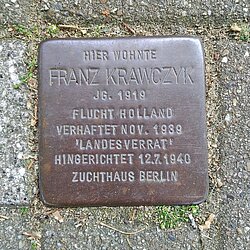 HIER WOHNTE
FRANZ KRAWCZYK
JG. 1919
FLUCHT HOLLAND
VERHAFTET NOV. 1939
'LANDESVERRAT'
HINGERICHTET 12.7.1940
ZUCHTHAUS BERLIN